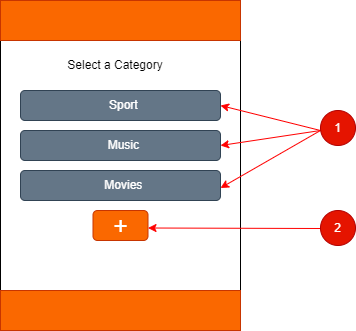 Select a Category
Sport
1
Music
Movies
+
2